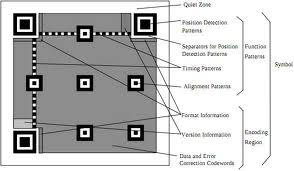 Quiet Zone
Position Detection
Patterns
Separators for Position
Detection Patterns
Timing Patterns
Alignment Patterns
Function
Patterns
Symbol
Format Information
Version Information
Encoding
Region
Data and Error
Correction Codewords